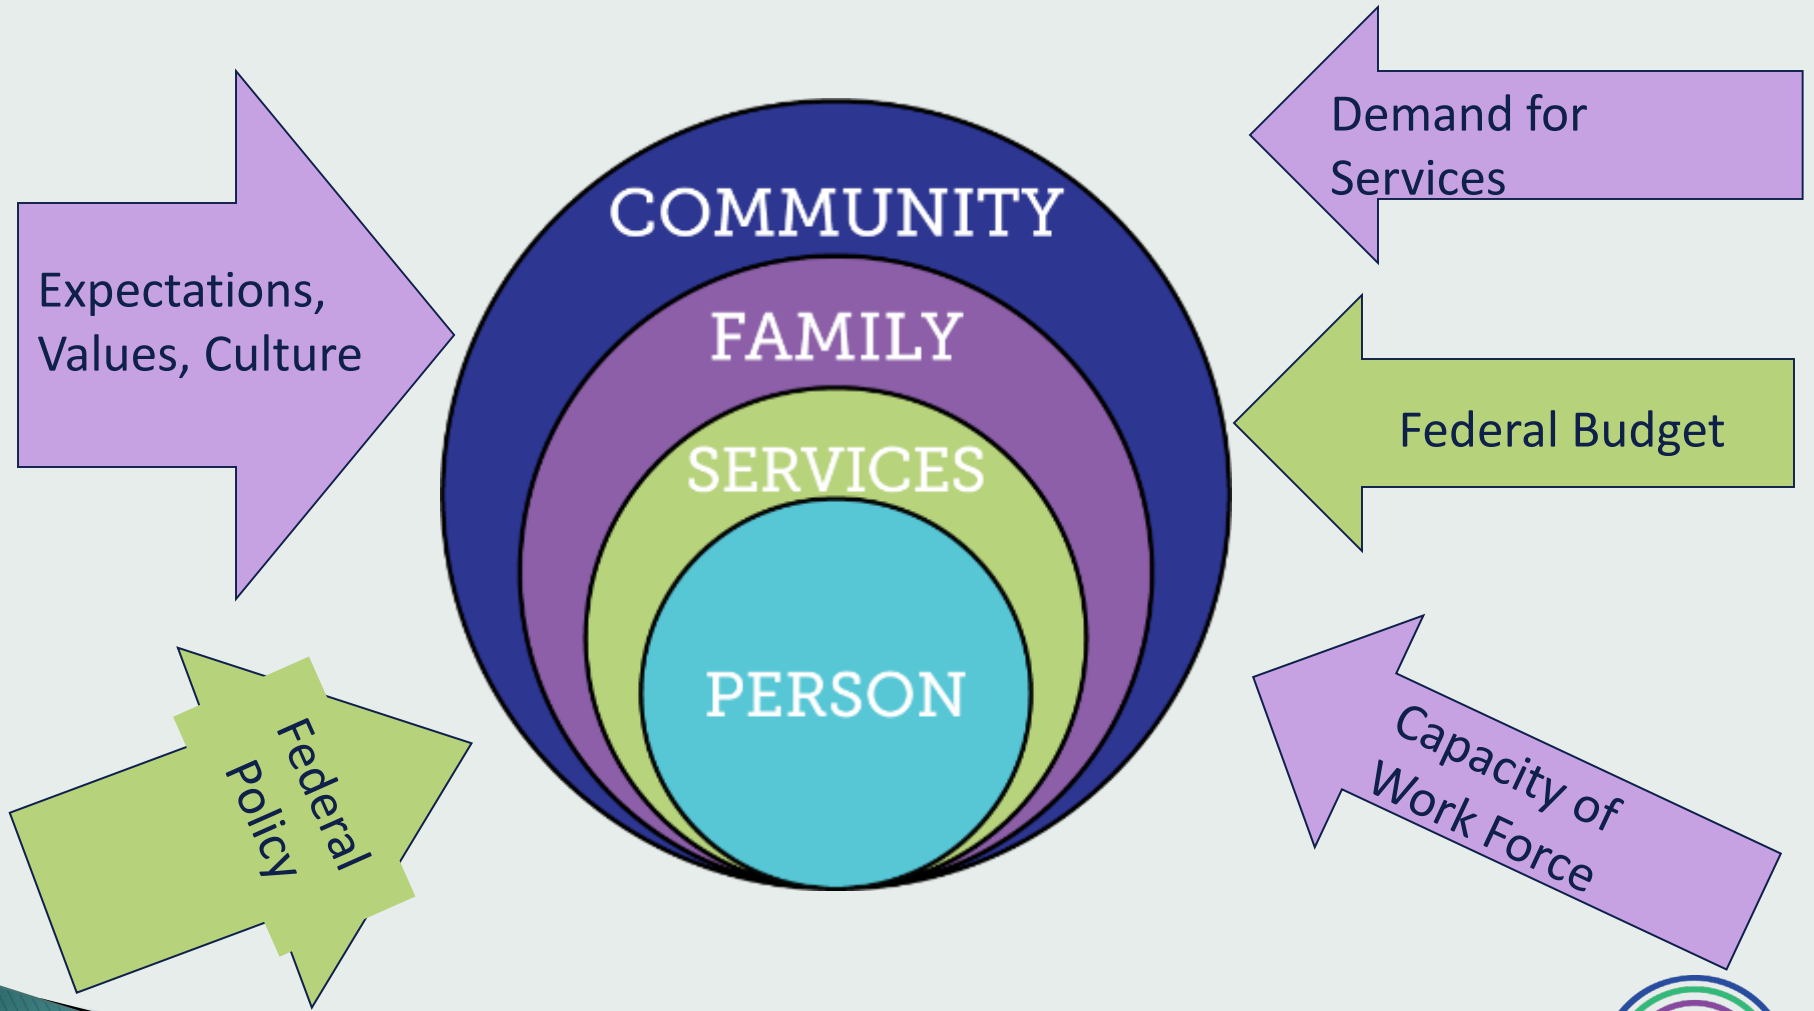 Expectations,
Values, Culture
Federal
Policy
COMMUNITY
FAMILY
SERVICES
PERSON
Demand for
Services
Federal Budget
Capacity of
Work Force